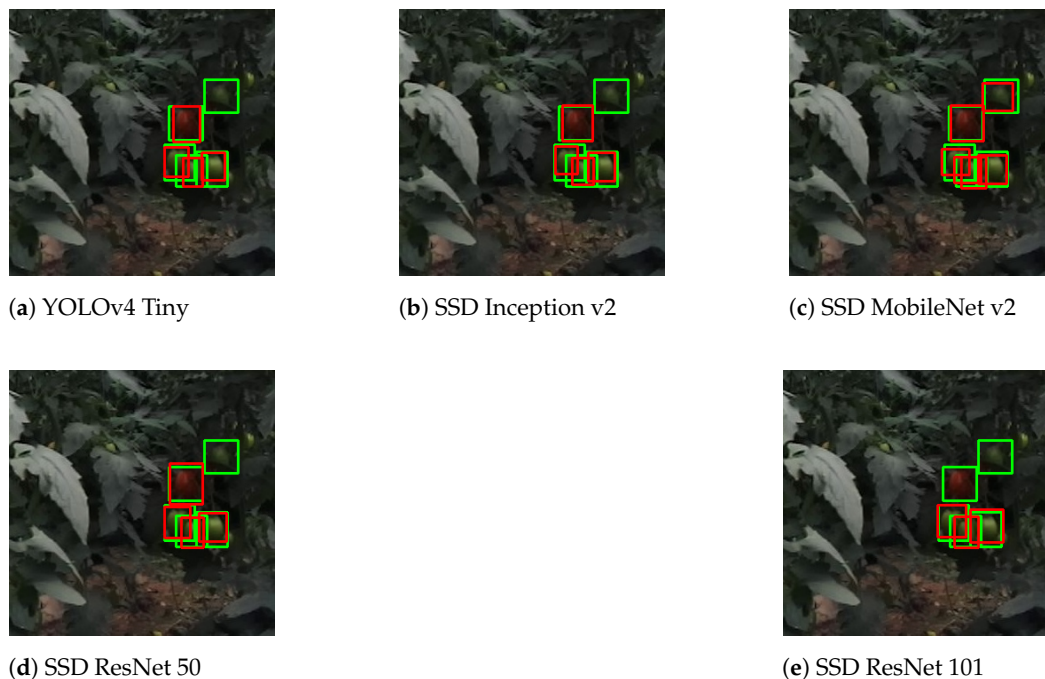 (a) YOLOv4 Tiny
(b) SSD Inception v2
(c) SSD MobileNet v2
(d) SSD ResNet 50
(e) SSD ResNet 101